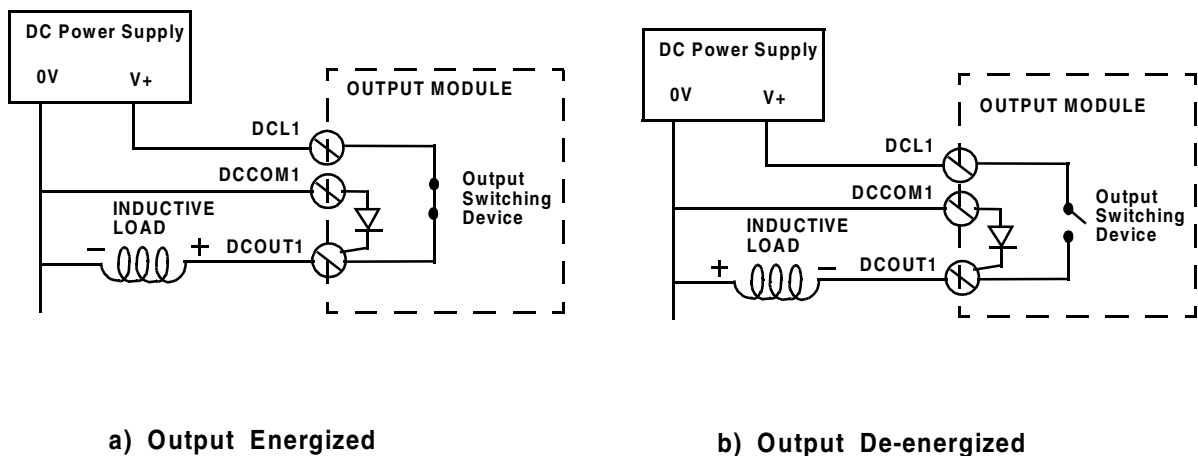 DC Power Supply
0V V+
OUTPUT MODULE
DCL1
DCCOM1
Output
Switching
Device
INDUCTIVE
LOAD
− +
DCOUT1
a) Output Energized
DC Power Supply
0V V+
OUTPUT MODULE
DCL1
DCCOM1
Output
Switching
Device
INDUCTIVE
LOAD
+ −
DCOUT1
b) Output De-energized